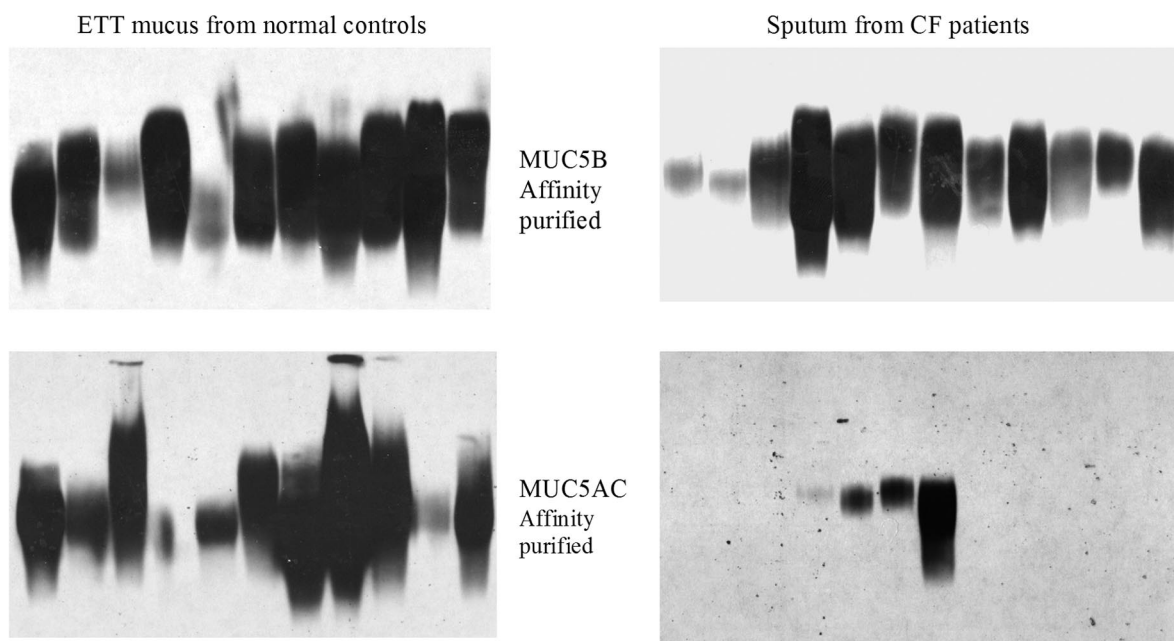 ETT mucus from normal controls
Sputum from CF patients
MUC5B
Affinity
purified
MUC5AC
Affinity
purified